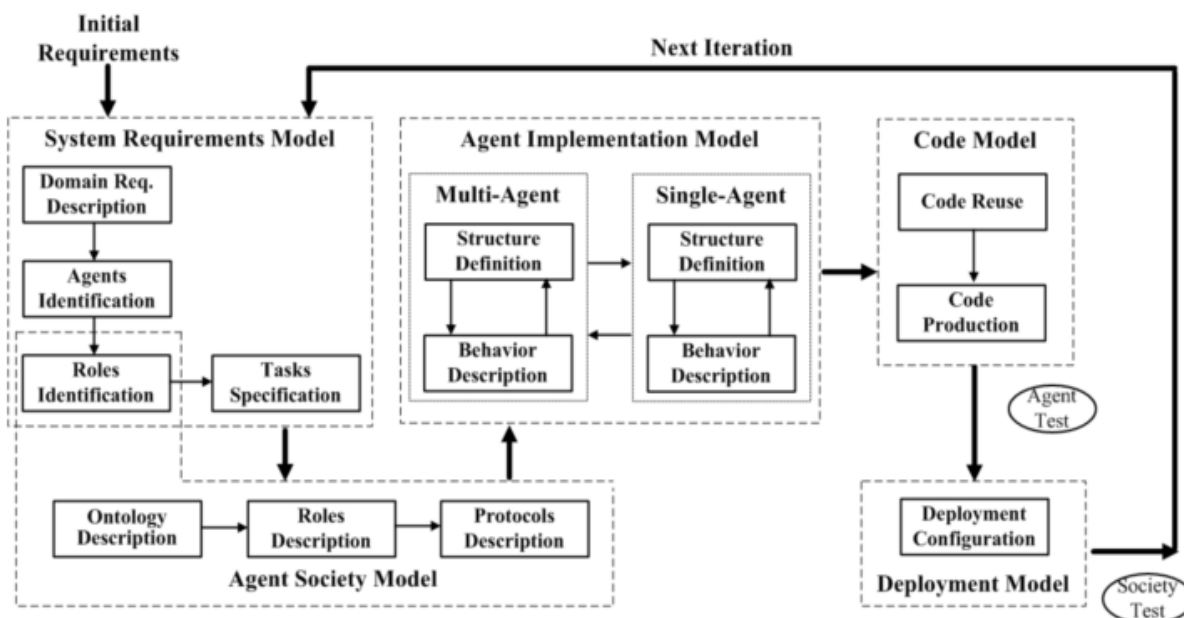 Initial
Requirements
Next Iteration
System Requirements Model
Domain Req.
Description
Agents
Identification
Roles
Identification
Tasks
Specification
Agent Implementation Model
Multi-Agent
Structure
Definition
Behavior
Description
Single-Agent
Structure
Definition
Behavior
Description
Code Model
Code Reuse
Code
Production
Agent
Test
Ontology
Description
Roles
Description
Protocols
Description
Agent Society Model
Deployment
Configuration
Deployment Model
Society
Test